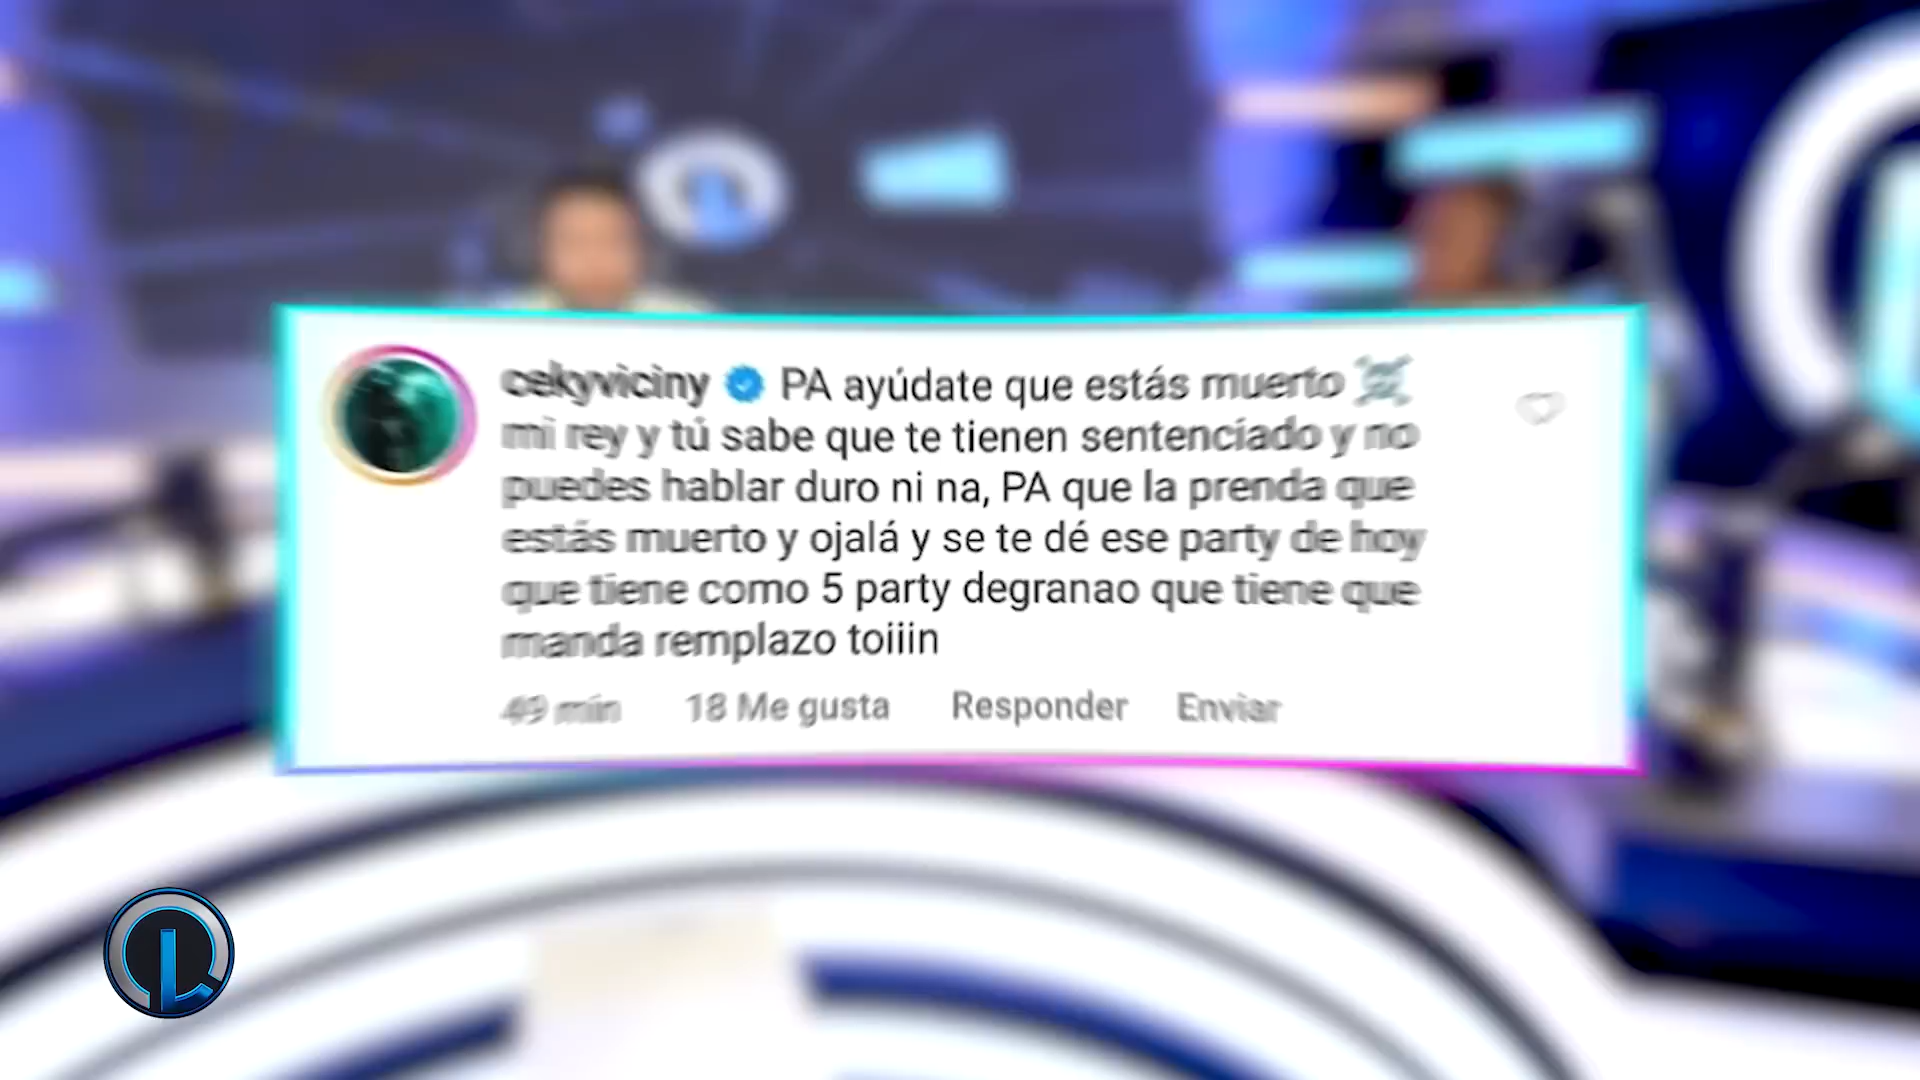 cekyviciny PA ayúdate que estás muerto ☠️
mi rey y tú sabe que te tienen sentenciado y no
puedes hablar duro ni na, PA que la prenda que
estás muerto y ojalá y se te dé ese party de hoy
que tiene como 5 party degranao que tiene que
manda remplazo toiiin
49 min 18 Me gusta Responder Enviar